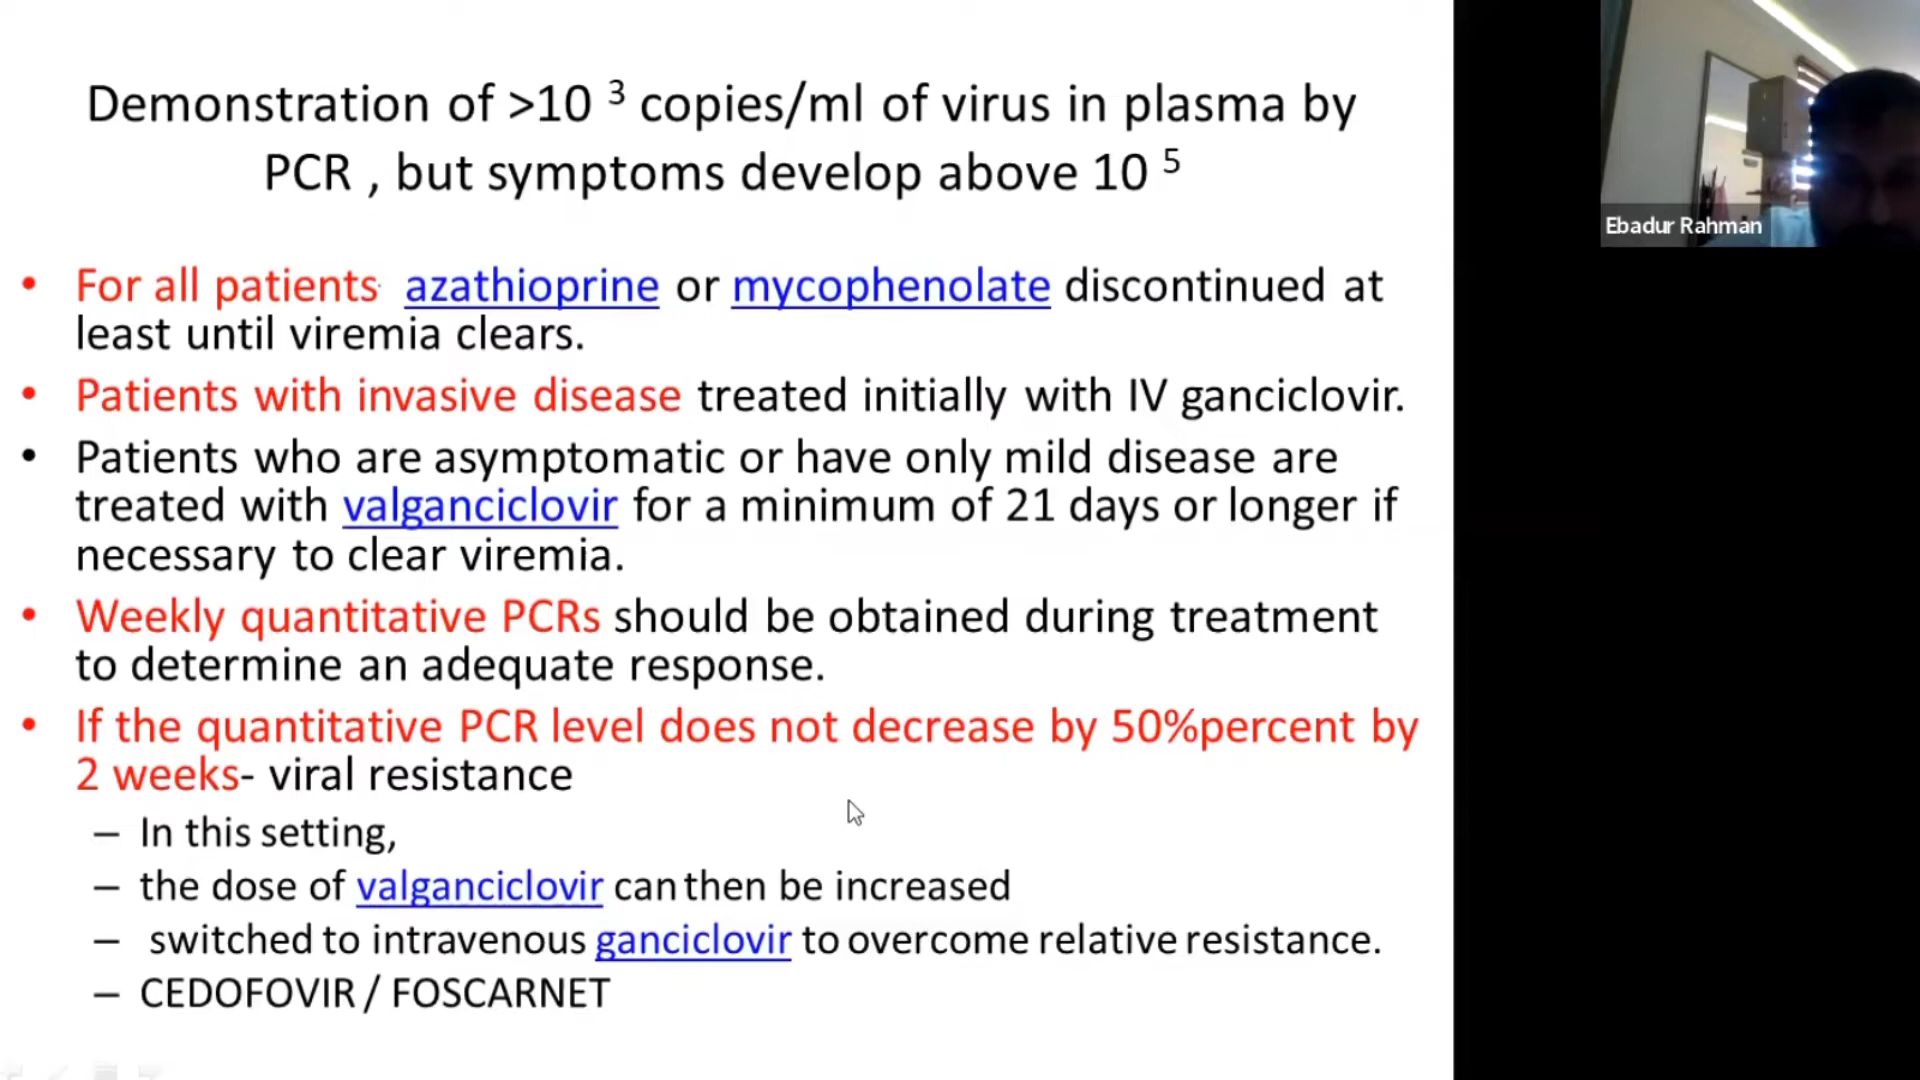 Demonstration of >10 3 copies/ml of virus in plasma by
PCR , but symptoms develop above 10 5
• For all patients azathioprine or mycophenolate discontinued at
least until viremia clears.
• Patients with invasive disease treated initially with IV ganciclovir.
• Patients who are asymptomatic or have only mild disease are
treated with valganciclovir for a minimum of 21 days or longer if
necessary to clear viremia.
• Weekly quantitative PCRs should be obtained during treatment
to determine an adequate response.
• If the quantitative PCR level does not decrease by 50%percent by
2 weeks- viral resistance
– In this setting,
– the dose of valganciclovir can then be increased
– switched to intravenous ganciclovir to overcome relative resistance.
– CEDOFOVIR / FOSCARNET
Ebadur Rahman